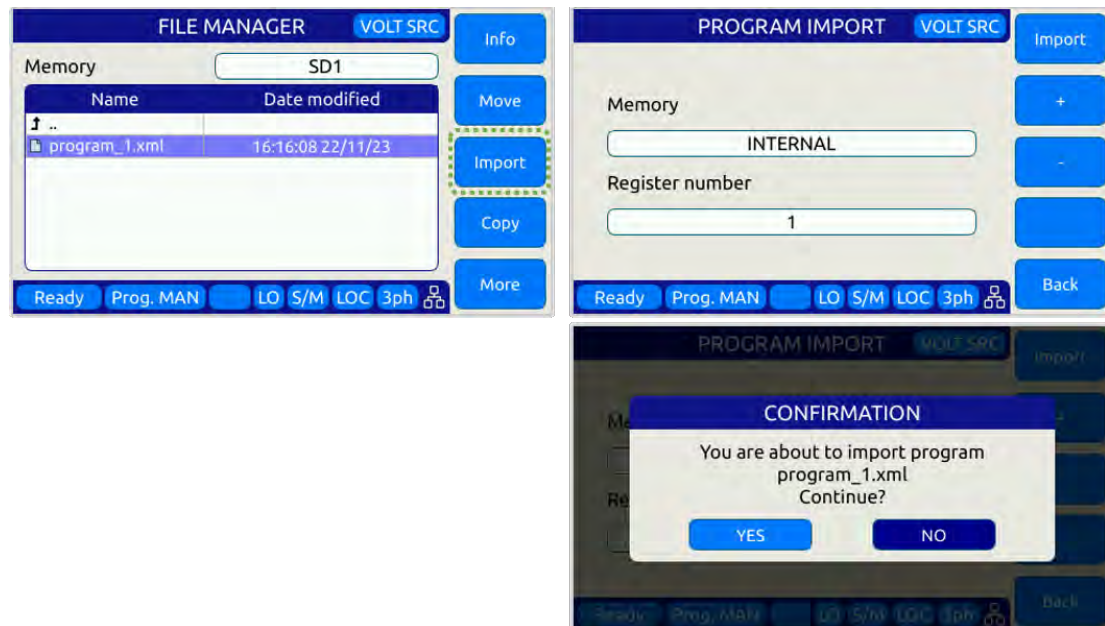 FILE MANAGER VOLT SRC
Info
Memory SD1
Name Date modified
Move
..
program_1.xml 16:16:08 22/11/23
Import
Copy
More
Ready Prog. MAN LO S/M LOC 3ph
PROGRAM IMPORT VOLT SRC
Import
Memory
+
INTERNAL
-
Register number
1
Back
Ready Prog. MAN LO S/M LOC 3ph
PROGRAM IMPORT VOLT SRC
Import
Me
CONFIRMATION
You are about to import program
program_1.xml
Continue?
Re
YES NO
Back
Ready Prog. MAN LO S/M LOC 3ph